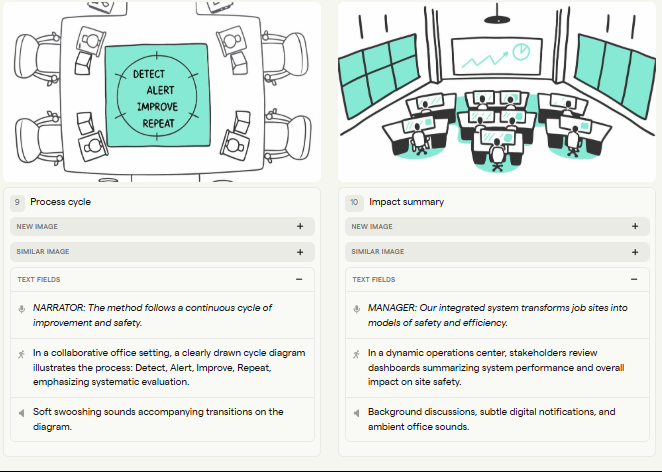 DETECT
ALERT
IMPROVE
REPEAT
9 Process cycle
NEW IMAGE +
SIMILAR IMAGE +
TEXT FIELDS –
NARRATOR: The method follows a continuous cycle of
improvement and safety.
In a collaborative office setting, a clearly drawn cycle diagram
illustrates the process: Detect, Alert, Improve, Repeat,
emphasizing systematic evaluation.
Soft swooshing sounds accompanying transitions on the
diagram.
10 Impact summary
NEW IMAGE +
SIMILAR IMAGE +
TEXT FIELDS –
MANAGER: Our integrated system transforms job sites into
models of safety and efficiency.
In a dynamic operations center, stakeholders review
dashboards summarizing system performance and overall
impact on site safety.
Background discussions, subtle digital notifications, and
ambient office sounds.